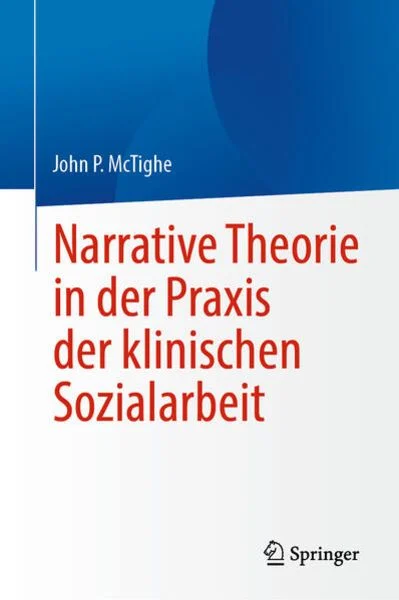 John P. McTighe
Narrative Theorie
in der Praxis
der klinischen
Sozialarbeit
Springer